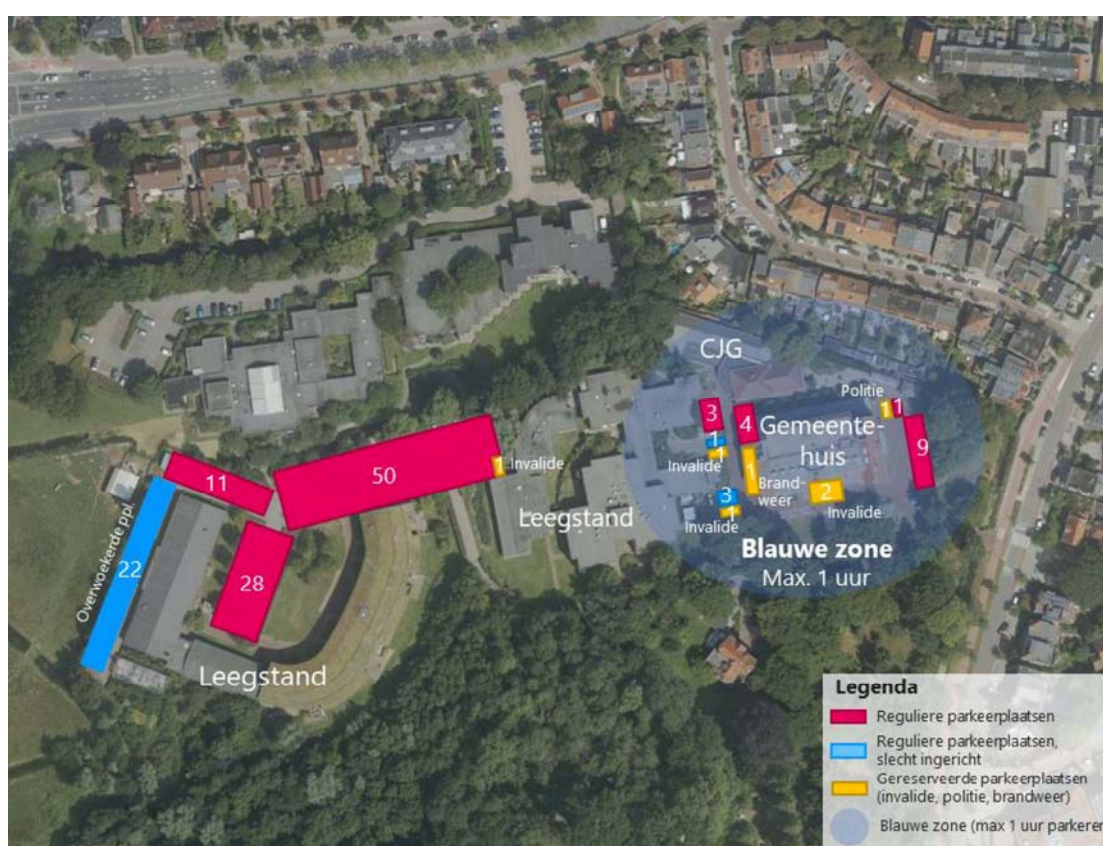 CJG
Politie
3
4
1
1
9
Gemeente-
huis
1
1
Invalide
1
Brand-
weer
2
Invalide
3
1
Invalide
Blauwe zone
Max. 1 uur
50
1
Invalide
Leegstand
11
22
Overwoekerde ppl.
28
Leegstand
Legenda
Reguliere parkeerplaatsen
Reguliere parkeerplaatsen,
slecht ingericht
Gereserveerde parkeerplaatsen
(invalide, politie, brandweer)
Blauwe zone (max 1 uur parkeren